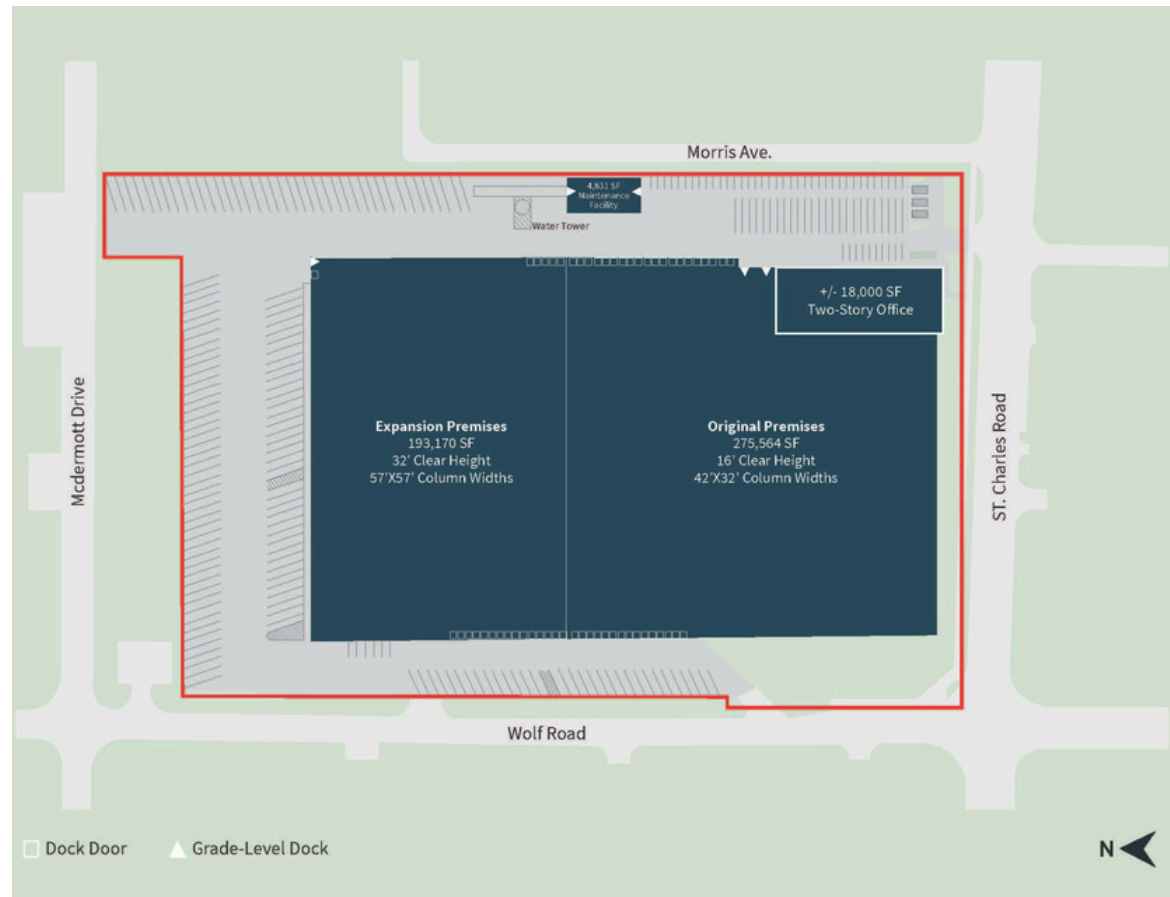 Morris Ave.
4,831 SF
Maintenance
Facility
Water Tower
+/- 18,000 SF
Two-Story Office
Mcdermott Drive
Expansion Premises
193,170 SF
32' Clear Height
57'X57' Column Widths
Original Premises
275,564 SF
16' Clear Height
42'X32' Column Widths
ST. Charles Road
Wolf Road
Dock Door
Grade-Level Dock
N